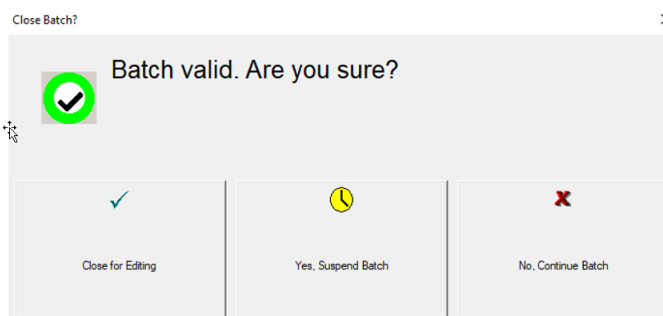 Close Batch?
Batch valid. Are you sure?
Close for Editing
Yes, Suspend Batch
No, Continue Batch